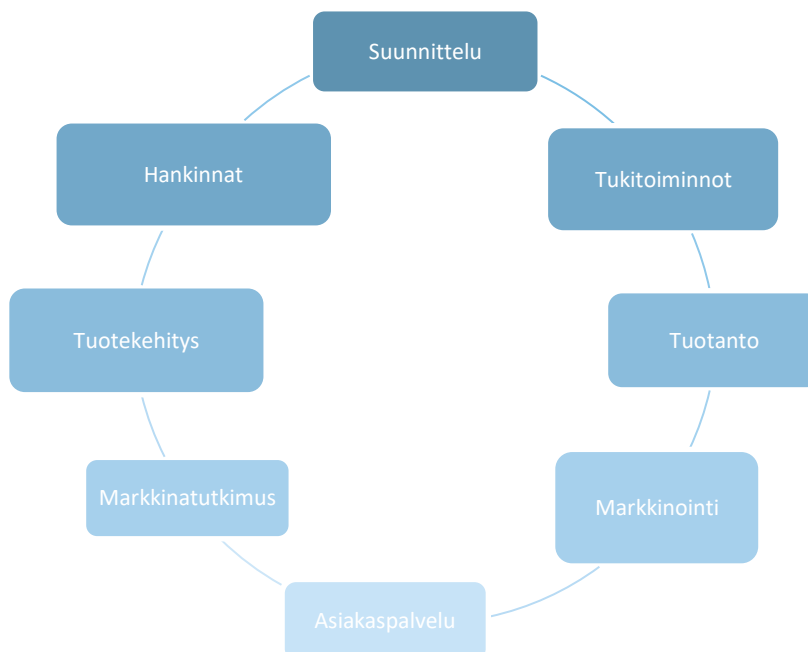 Suunnittelu
Tukitoiminnot
Tuotanto
Markkinointi
Asiakaspalvelu
Markkinatutkimus
Tuotekehitys
Hankinnat